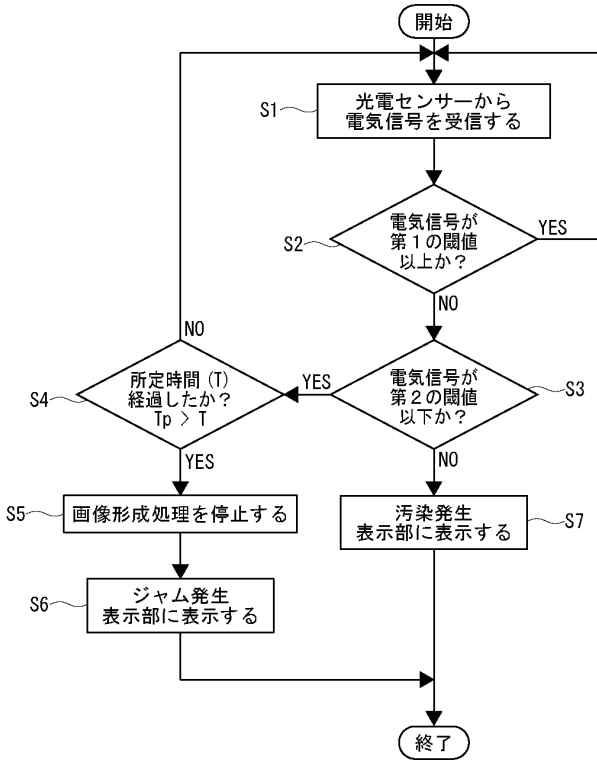 開始
S1
光電センサーから
電気信号を受信する
S2
電気信号が
第1の閾値
以上か？
YES
NO
S3
電気信号が
第2の閾値
以下か？
YES
NO
S4
所定時間(T)
経過したか？
Tp > T
NO
YES
S5
画像形成処理を停止する
S6
ジャム発生
表示部に表示する
S7
汚染発生
表示部に表示する
終了